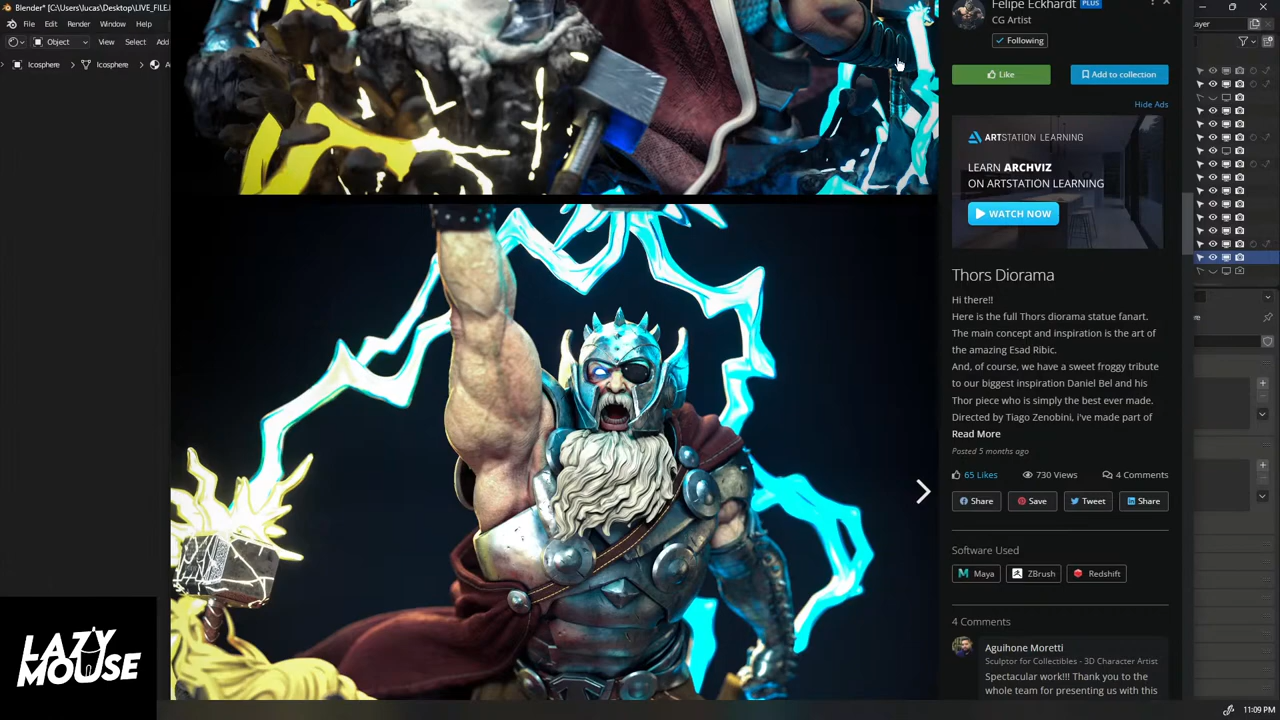 Blender* [C:\Users\lucas\Desktop\LIVE_FILE.
File Edit Render Window Help
Object View Select Add
Icosphere Icosphere
Felipe Eckhardt PLUS
CG Artist
Following
Like
Add to collection
Hide Ads
ARTSTATION LEARNING
LEARN ARCHVIZ
ON ARTSTATION LEARNING
WATCH NOW
Thors Diorama
Hi there!!
Here is the full Thors diorama statue fanart.
The main concept and inspiration is the art of
the amazing Esad Ribic.
And, of course, we have a sweet froggy tribute
to our biggest inspiration Daniel Bel and his
Thor piece who is simply the best ever made.
Directed by Tiago Zenobini, i've made part of
Read More
Posted 5 months ago
65 Likes 730 Views 4 Comments
Share Save Tweet Share
Software Used
Maya ZBrush Redshift
4 Comments
Aguihone Moretti
Sculptor for Collectibles - 3D Character Artist
Spectacular work!!! Thank you to the
whole team for presenting us with this
LAZY
MOUSE
11:09 PM